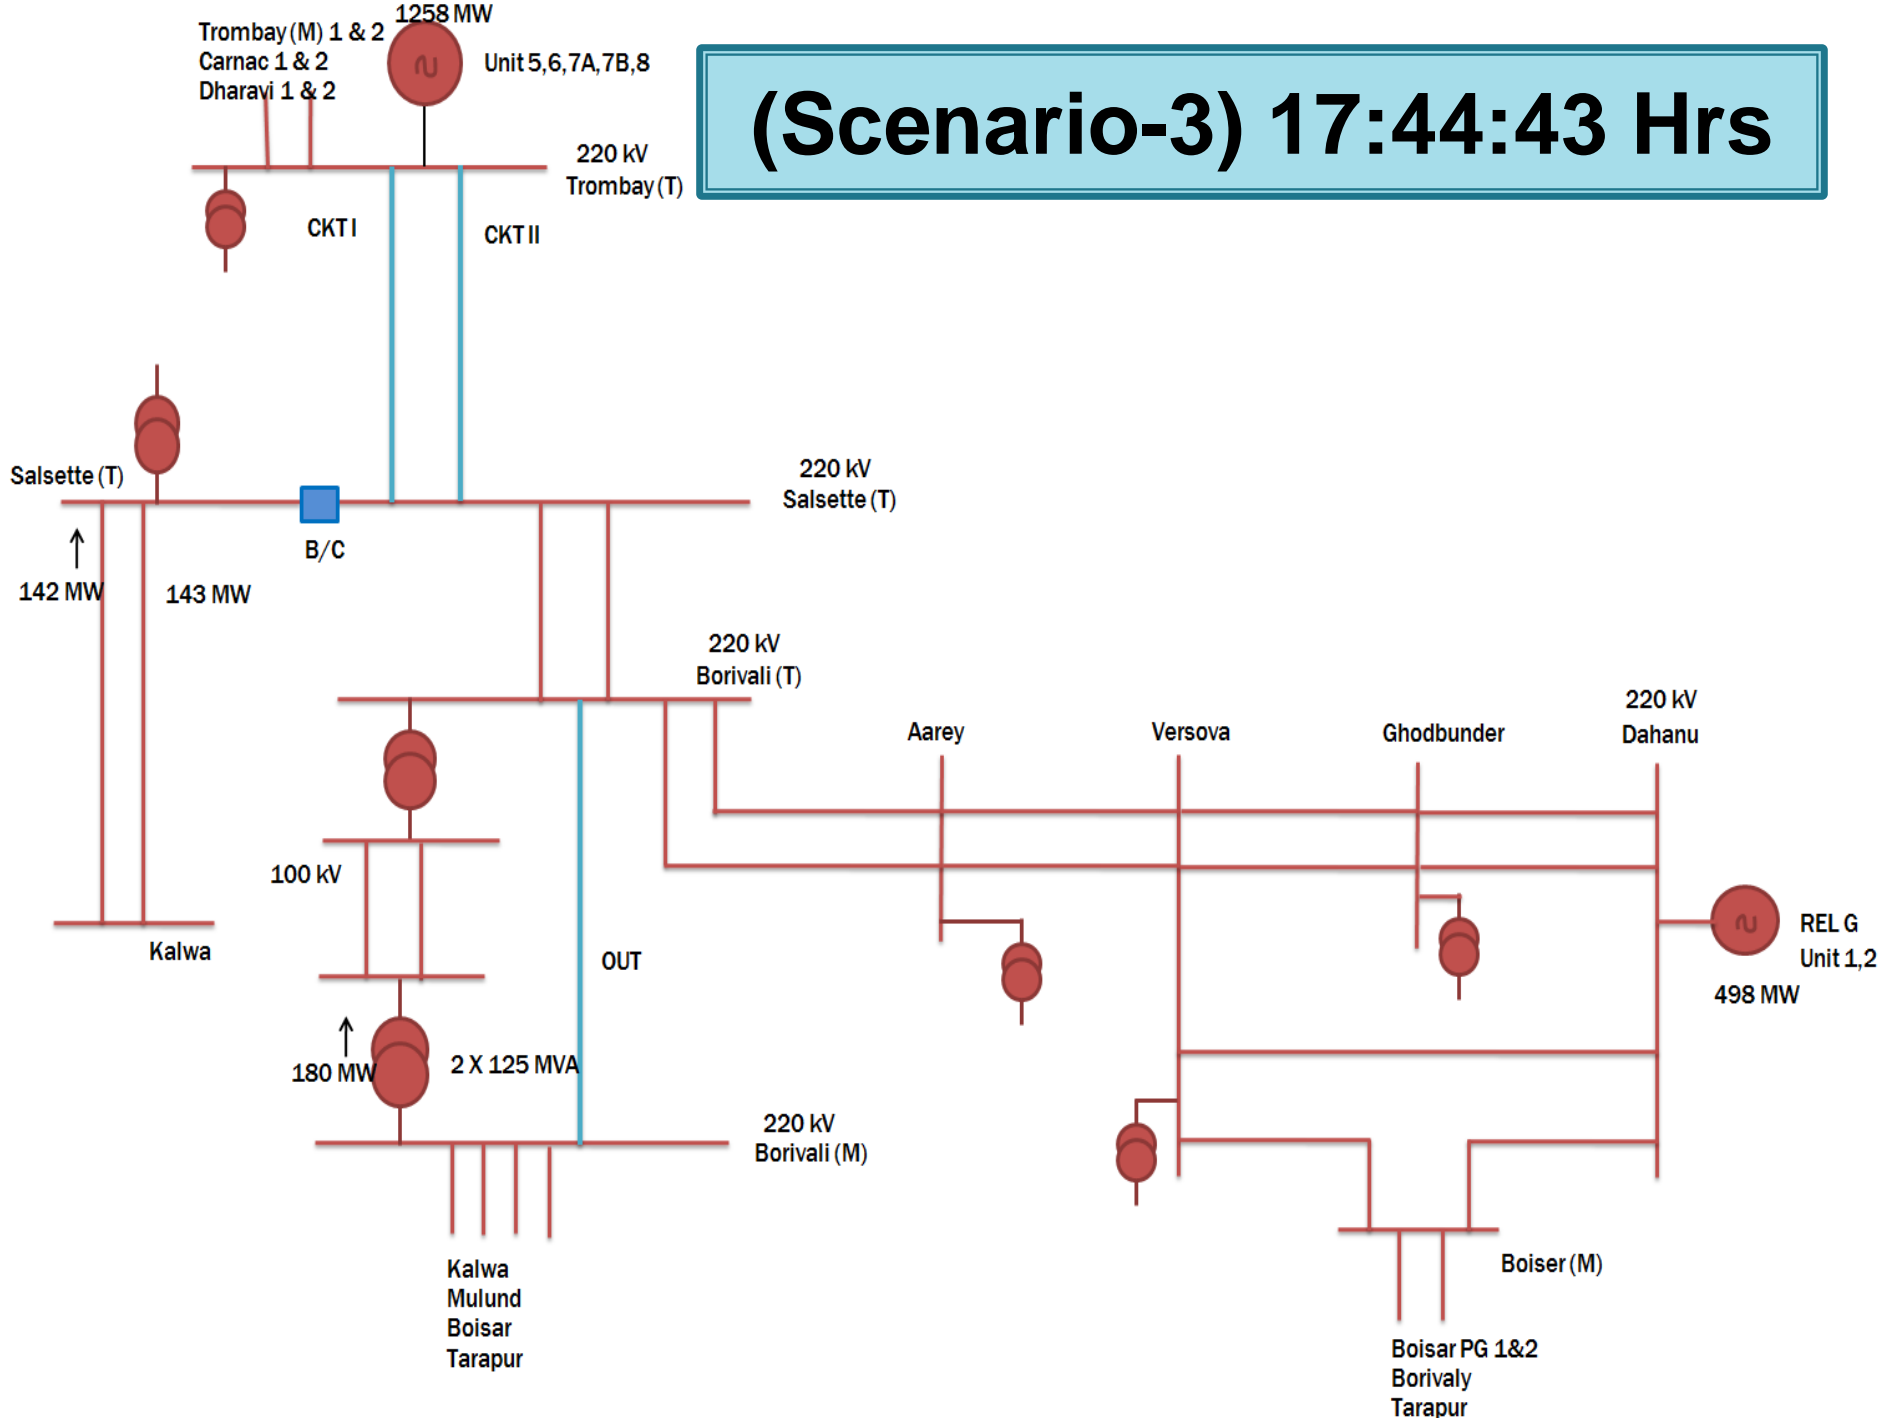 1258 MW
Trombay (M) 1 & 2
Carnac 1 & 2
Dharavi 1 & 2
Unit 5,6,7A,7B,8
(Scenario-3) 17:44:43 Hrs
220 kV
Trombay (T)
CKT I
CKT II
Salsette (T)
220 kV
Salsette (T)
B/C
142 MW
143 MW
220 kV
Borivali (T)
Aarey
Versova
Ghodbunder
220 kV
Dahanu
100 kV
Kalwa
OUT
REL G
Unit 1,2
498 MW
180 MW
2 X 125 MVA
220 kV
Borivali (M)
Kalwa
Mulund
Boisar
Tarapur
Boiser (M)
Boisar PG 1&2
Borivaly
Tarapur